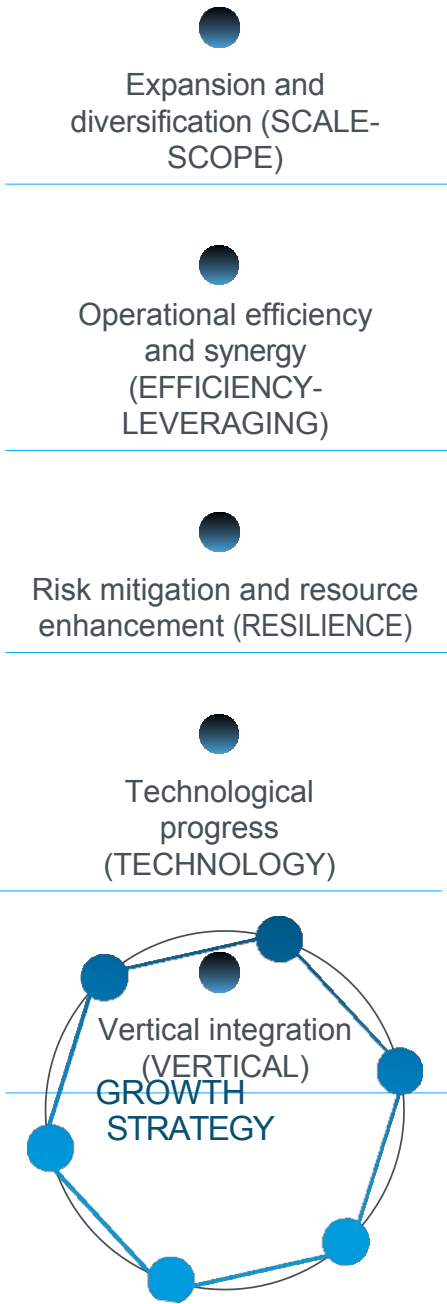 Expansion and
diversification (SCALE-
SCOPE)
Operational efficiency
and synergy
(EFFICIENCY-
LEVERAGING)
Risk mitigation and resource
enhancement (RESILIENCE)
Technological
progress
(TECHNOLOGY)
Vertical integration
(VERTICAL)
GROWTH
STRATEGY